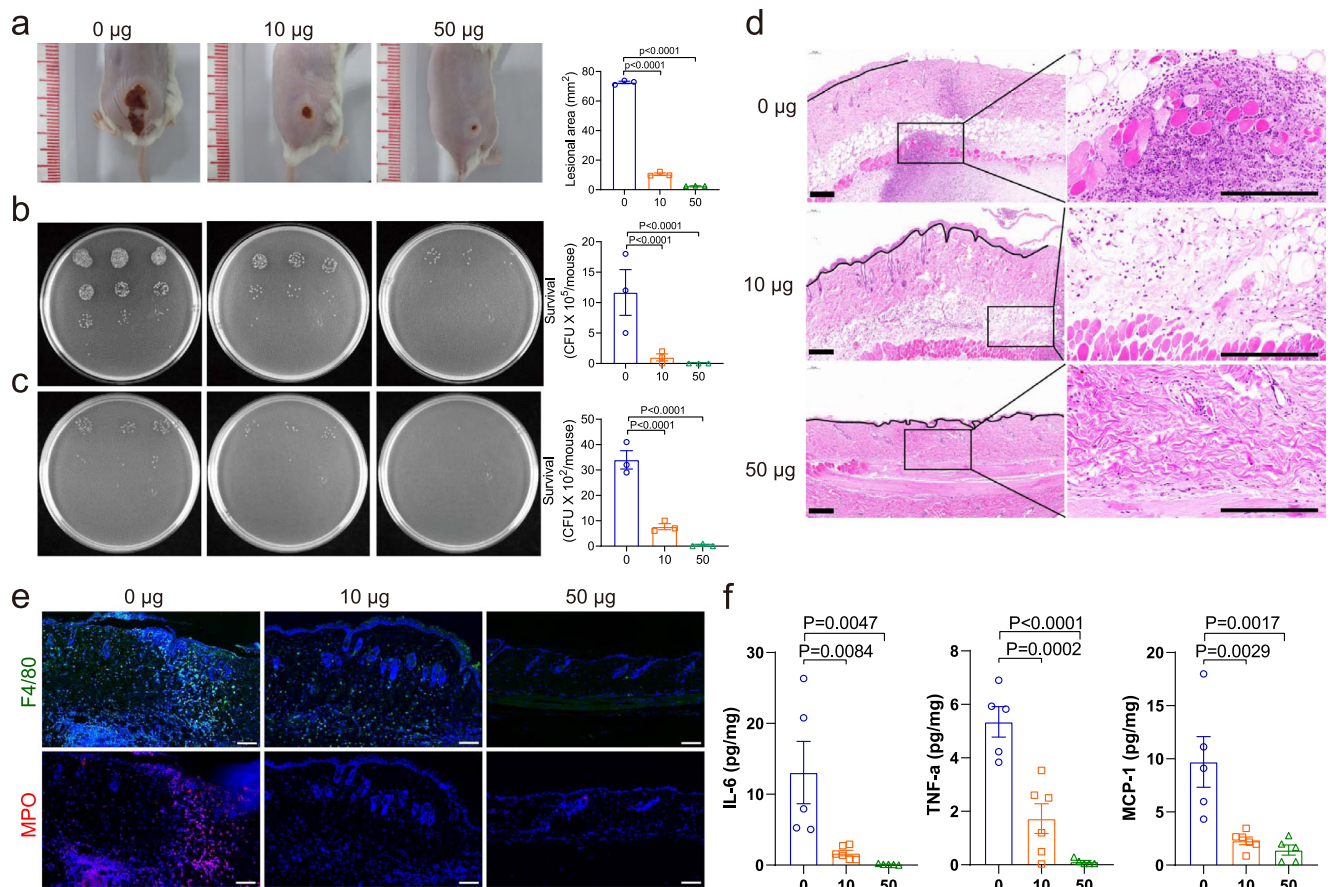 a
0 µg
10 µg
50 µg
Lesional area (mm²)
80
60
40
20
0
p<0.0001
p<0.0001
0
10
50
b
Survival
(CFU X 10⁵/mouse)
20
15
10
5
0
P<0.0001
P<0.0001
0
10
50
c
Survival
(CFU X 10²/mouse)
50
40
30
20
10
0
P<0.0001
P<0.0001
0
10
50
d
0 µg
10 µg
50 µg
e
0 µg
10 µg
50 µg
F4/80
MPO
f
IL-6 (pg/mg)
30
20
10
0
P=0.0047
P=0.0084
0
10
50
TNF-a (pg/mg)
8
6
4
2
0
P<0.0001
P=0.0002
0
10
50
MCP-1 (pg/mg)
20
15
10
5
0
P=0.0017
P=0.0029
0
10
50